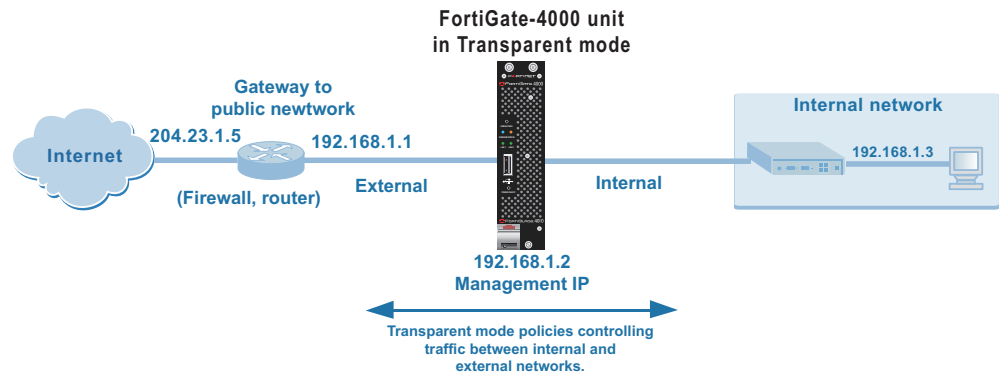 FortiGate-4000 unit
in Transparent mode
Gateway to
public newtwork
204.23.1.5
192.168.1.1
Internet
(Firewall, router)
External
Internal
Internal network
192.168.1.3
192.168.1.2
Management IP
Transparent mode policies controlling
traffic between internal and
external networks.